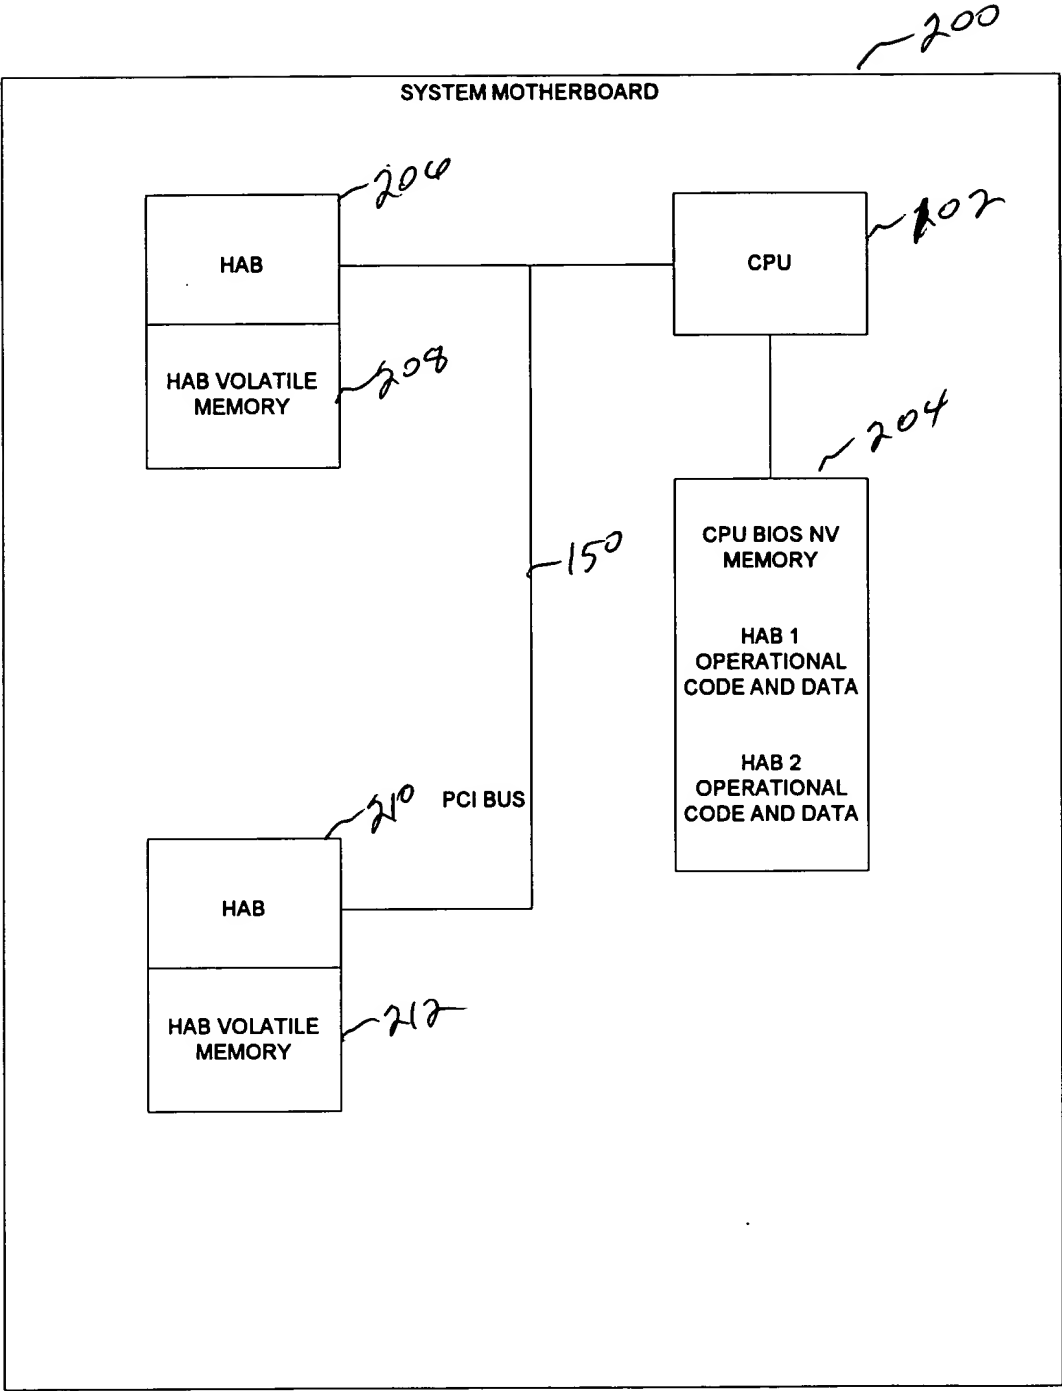 200
SYSTEM MOTHERBOARD
206
HAB
102
CPU
HAB VOLATILE
MEMORY
208
204
CPU BIOS NV
MEMORY
150
HAB 1
OPERATIONAL
CODE AND DATA
HAB 2
OPERATIONAL
CODE AND DATA
PCI BUS
210
HAB
HAB VOLATILE
MEMORY
212